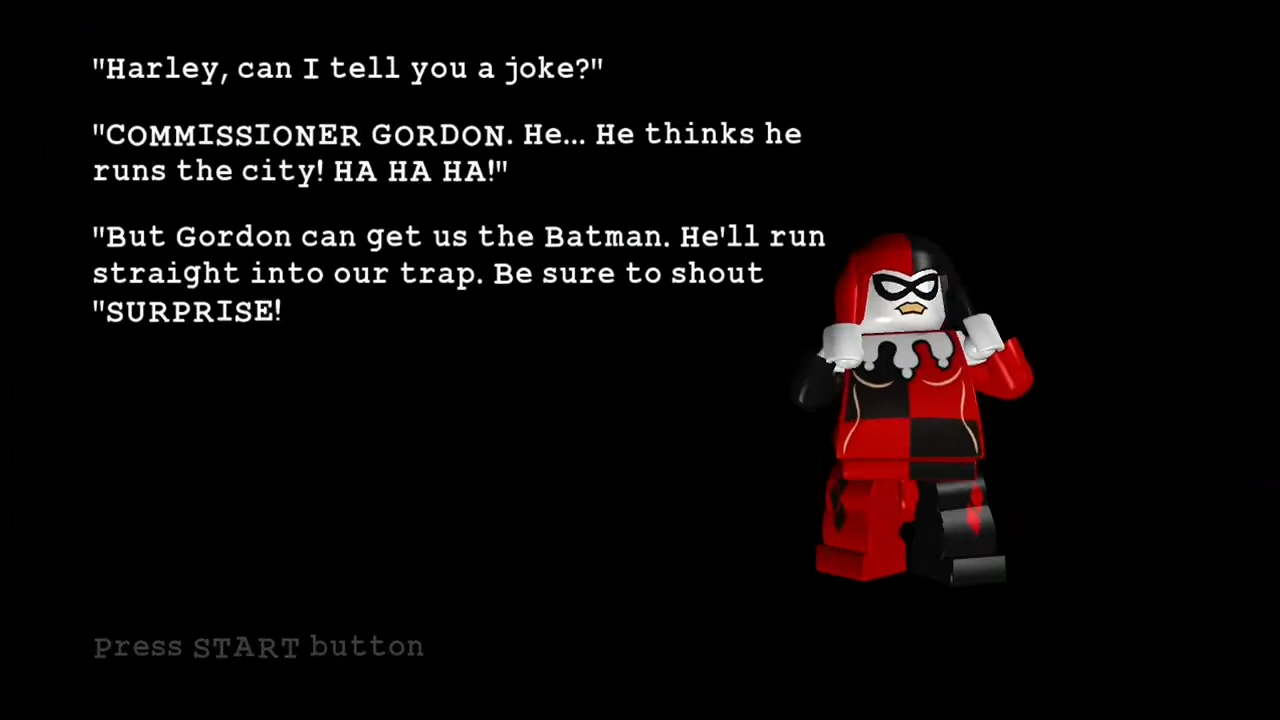 "Harley, can I tell you a joke?"
"COMMISSIONER GORDON. He... He thinks he
runs the city! HA HA HA!"
"But Gordon can get us the Batman. He'll run
straight into our trap. Be sure to shout
"SURPRISE!
Press START button